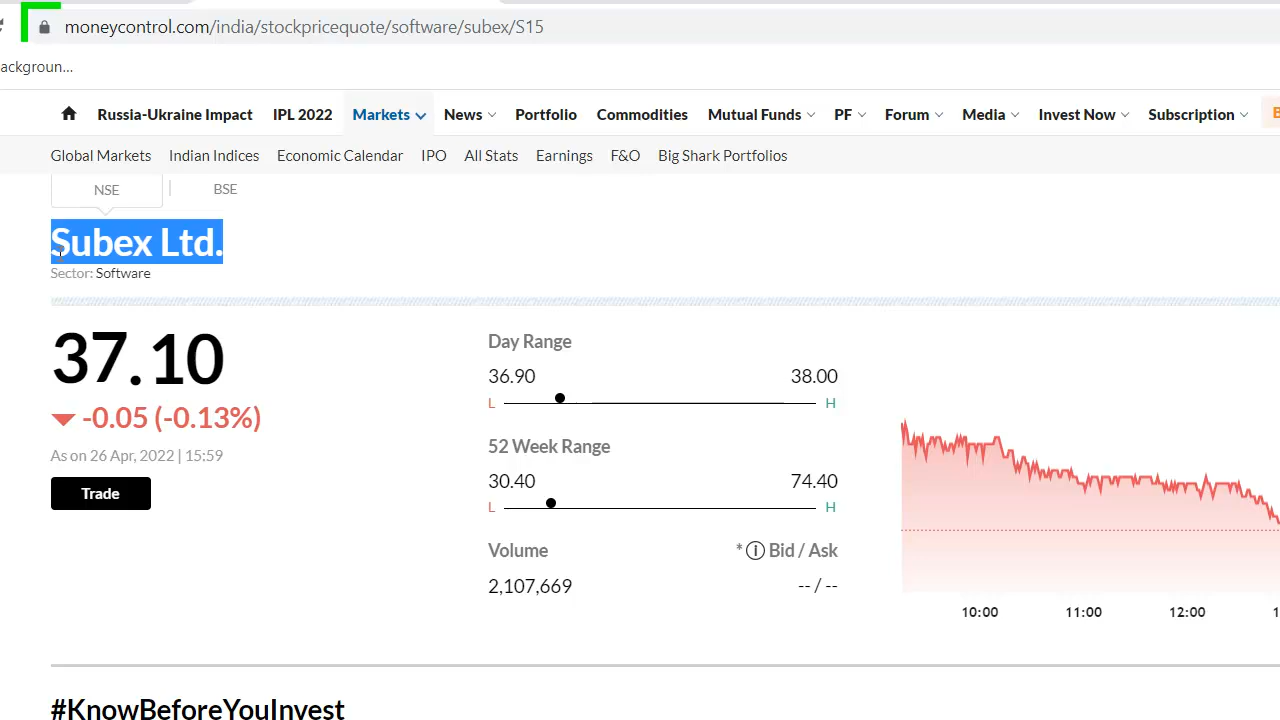 moneycontrol.com/india/stockpricequote/software/subex/S15
ackgroun...
Russia-Ukraine Impact IPL 2022 Markets News Portfolio Commodities Mutual Funds PF Forum Media Invest Now Subscription
Global Markets Indian Indices Economic Calendar IPO All Stats Earnings F&O Big Shark Portfolios
NSE | BSE
Subex Ltd.
Sector: Software
37.10
-0.05 (-0.13%)
As on 26 Apr, 2022 | 15:59
Trade
Day Range
36.90 38.00
L H
52 Week Range
30.40 74.40
L H
Volume * i Bid / Ask
2,107,669 -- / --
10:00 11:00 12:00 1
#KnowBeforeYouInvest